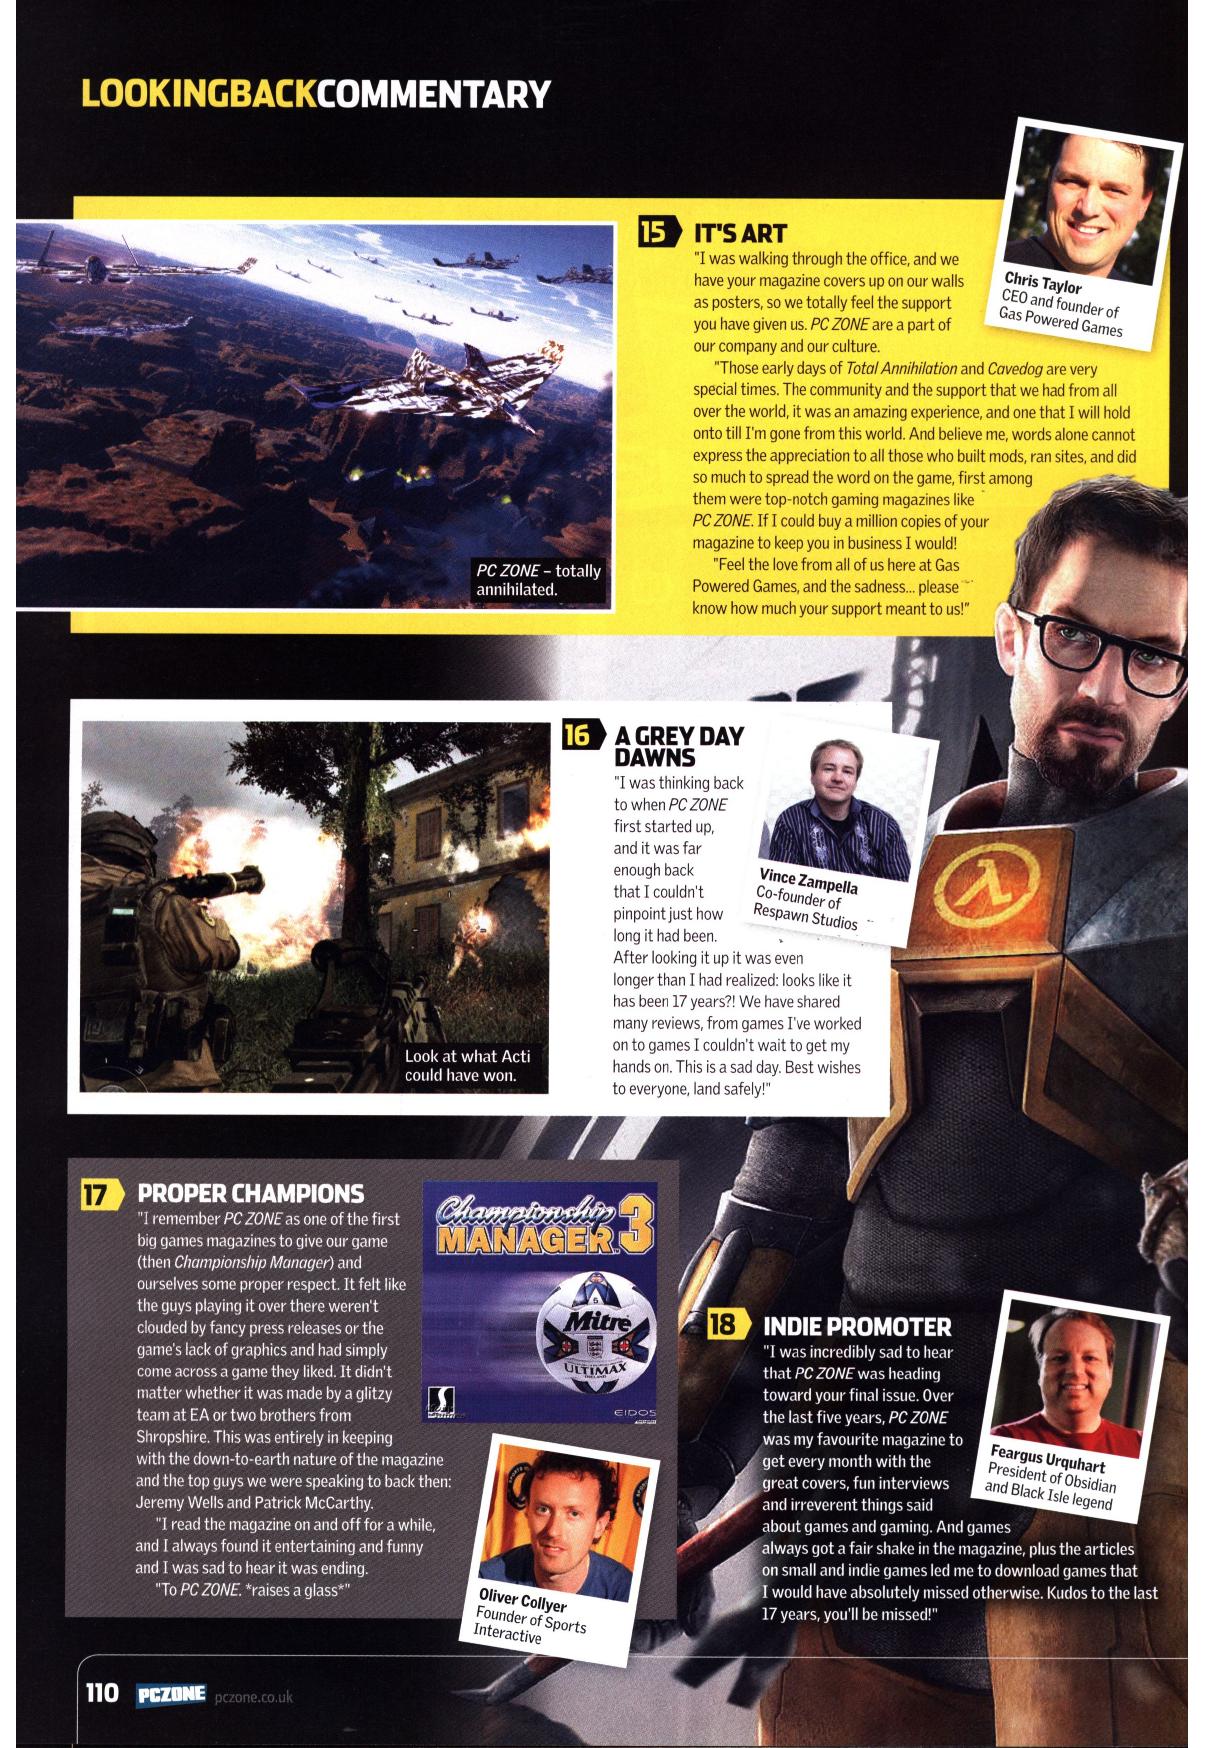 LOOKINGBACKCOMMENTARY
Chris Taylor
CEO and founder of
Gas Powered Games
PC ZONE – totally
annihilated.
15 IT'S ART
"I was walking through the office, and we
have your magazine covers up on our walls
as posters, so we totally feel the support
you have given us. PC ZONE are a part of
our company and our culture.
"Those early days of Total Annihilation and Cavedog are very
special times. The community and the support that we had from all
over the world, it was an amazing experience, and one that I will hold
onto till I'm gone from this world. And believe me, words alone cannot
express the appreciation to all those who built mods, ran sites, and did
so much to spread the word on the game, first among
them were top-notch gaming magazines like
PC ZONE. If I could buy a million copies of your
magazine to keep you in business I would!
"Feel the love from all of us here at Gas
Powered Games, and the sadness... please
know how much your support meant to us!"
Look at what Acti
could have won.
16 A GREY DAY
DAWNS
"I was thinking back
to when PC ZONE
first started up,
and it was far
enough back
that I couldn't
pinpoint just how
long it had been.
After looking it up it was even
longer than I had realized: looks like it
has been 17 years?! We have shared
many reviews, from games I've worked
on to games I couldn't wait to get my
hands on. This is a sad day. Best wishes
to everyone, land safely!"
Vince Zampella
Co-founder of
Respawn Studios
17 PROPER CHAMPIONS
"I remember PC ZONE as one of the first
big games magazines to give our game
(then Championship Manager) and
ourselves some proper respect. It felt like
the guys playing it over there weren't
clouded by fancy press releases or the
game's lack of graphics and had simply
come across a game they liked. It didn't
matter whether it was made by a glitzy
team at EA or two brothers from
Shropshire. This was entirely in keeping
with the down-to-earth nature of the magazine
and the top guys we were speaking to back then:
Jeremy Wells and Patrick McCarthy.
"I read the magazine on and off for a while,
and I always found it entertaining and funny
and I was sad to hear it was ending.
"To PC ZONE. *raises a glass*"
Championship
MANAGER 3
Mitre
ULTIMAX
EIDOS
Oliver Collyer
Founder of Sports
Interactive
18 INDIE PROMOTER
"I was incredibly sad to hear
that PC ZONE was heading
toward your final issue. Over
the last five years, PC ZONE
was my favourite magazine to
get every month with the
great covers, fun interviews
and irreverent things said
about games and gaming. And games
always got a fair shake in the magazine, plus the articles
on small and indie games led me to download games that
I would have absolutely missed otherwise. Kudos to the last
17 years, you'll be missed!"
Feargus Urquhart
President of Obsidian
and Black Isle legend
110 PCZONE pczone.co.uk